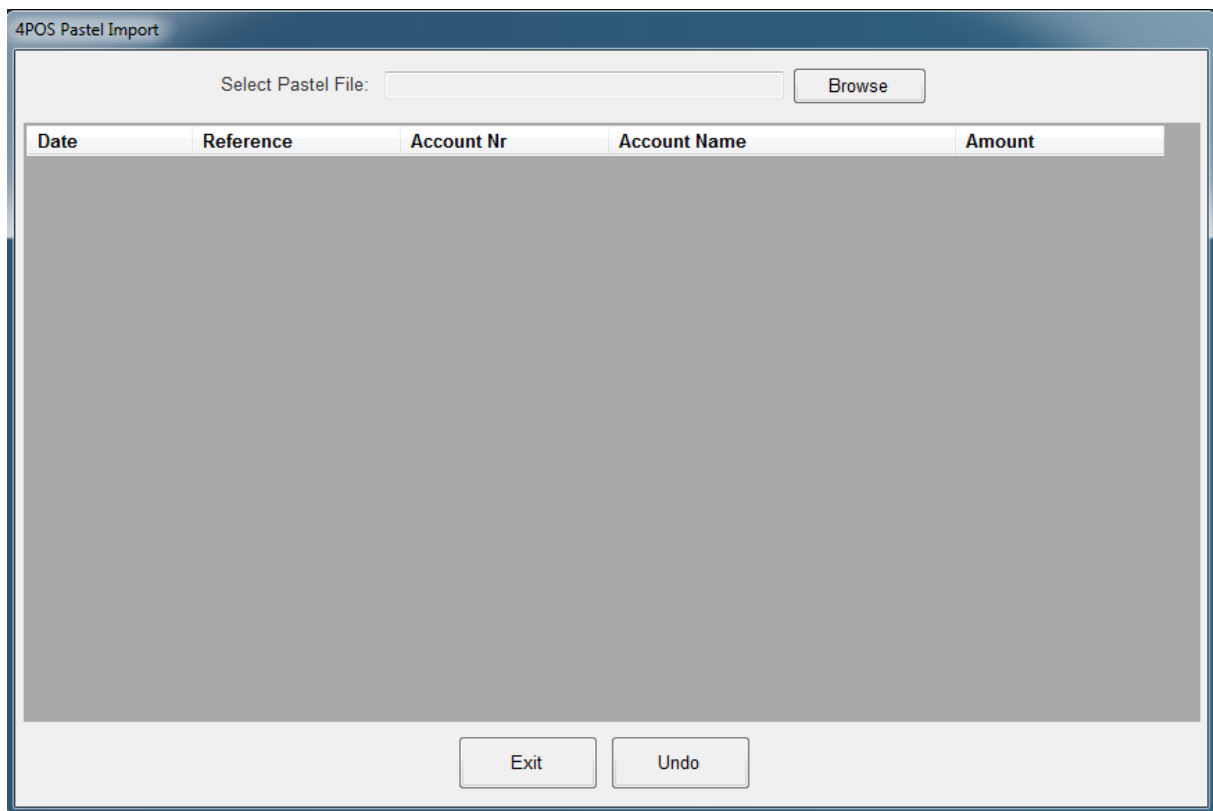 4POS Pastel Import
Select Pastel File: Browse
Date Reference Account Nr Account Name Amount
Exit Undo